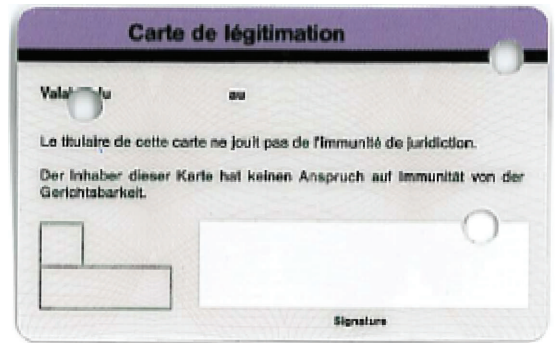 Carte de légitimation
au
Le titulaire de cette carte ne jouit pas de l'immunité de juridiction.
Der Inhaber dieser Karte hat keinen Anspruch auf Immunität von der
Gerichtsbarkeit.
Signature